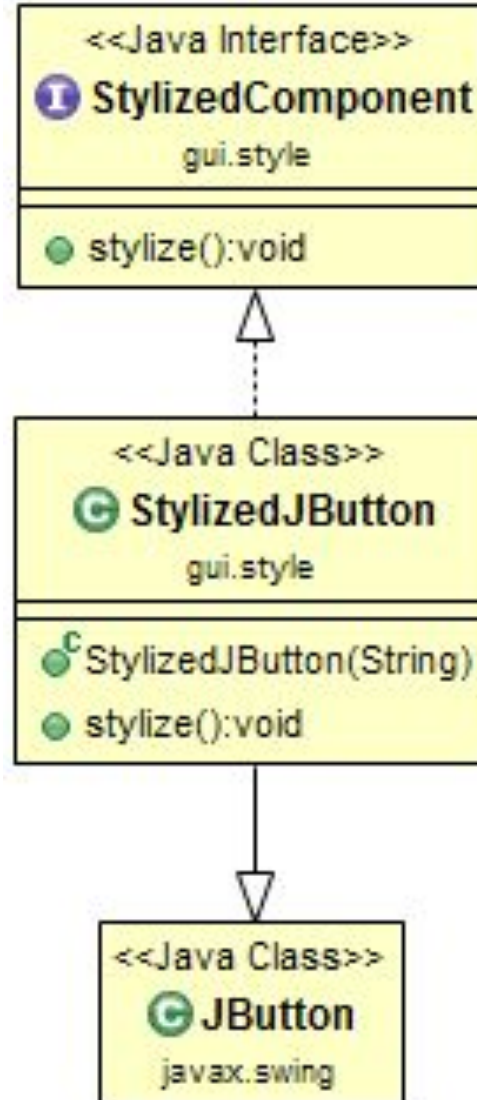 <<Java Interface>>
I StylizedComponent
gui.style
stylize():void
<<Java Class>>
C StylizedJButton
gui.style
C StylizedJButton(String)
stylize():void
<<Java Class>>
C JButton
javax.swing